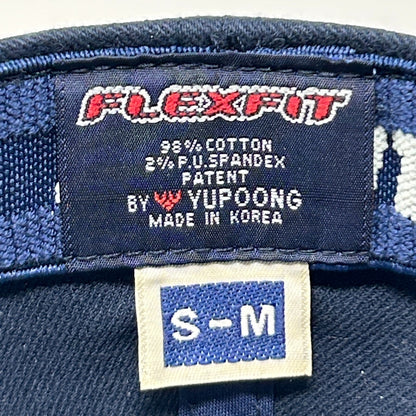 FLEXFIT
98% COTTON
2% P.U.SPANDEX
PATENT
BY YUPOONG
MADE IN KOREA
S-M